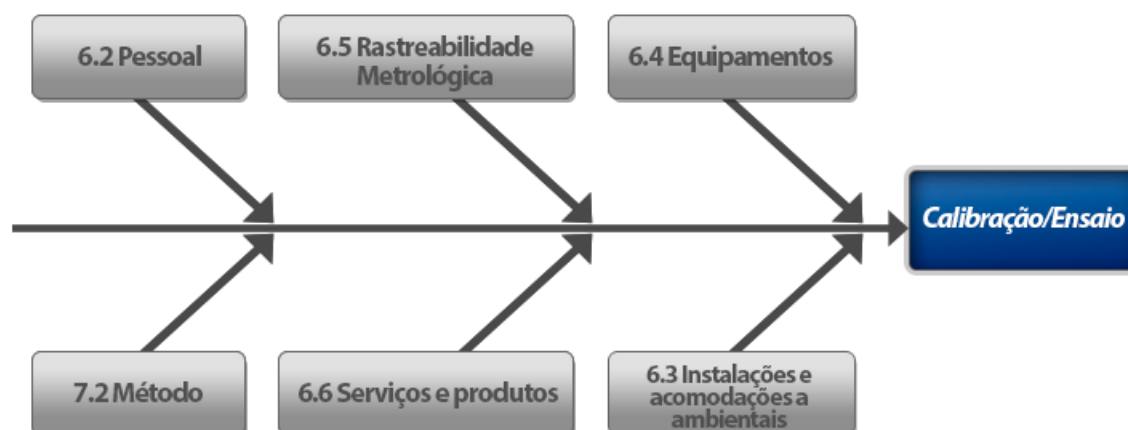 6.2 Pessoal
6.5 Rastreabilidade
Metrológica
6.4 Equipamentos
Calibração/Ensaio
7.2 Método
6.6 Serviços e produtos
6.3 Instalações e
acomodações a
ambientais